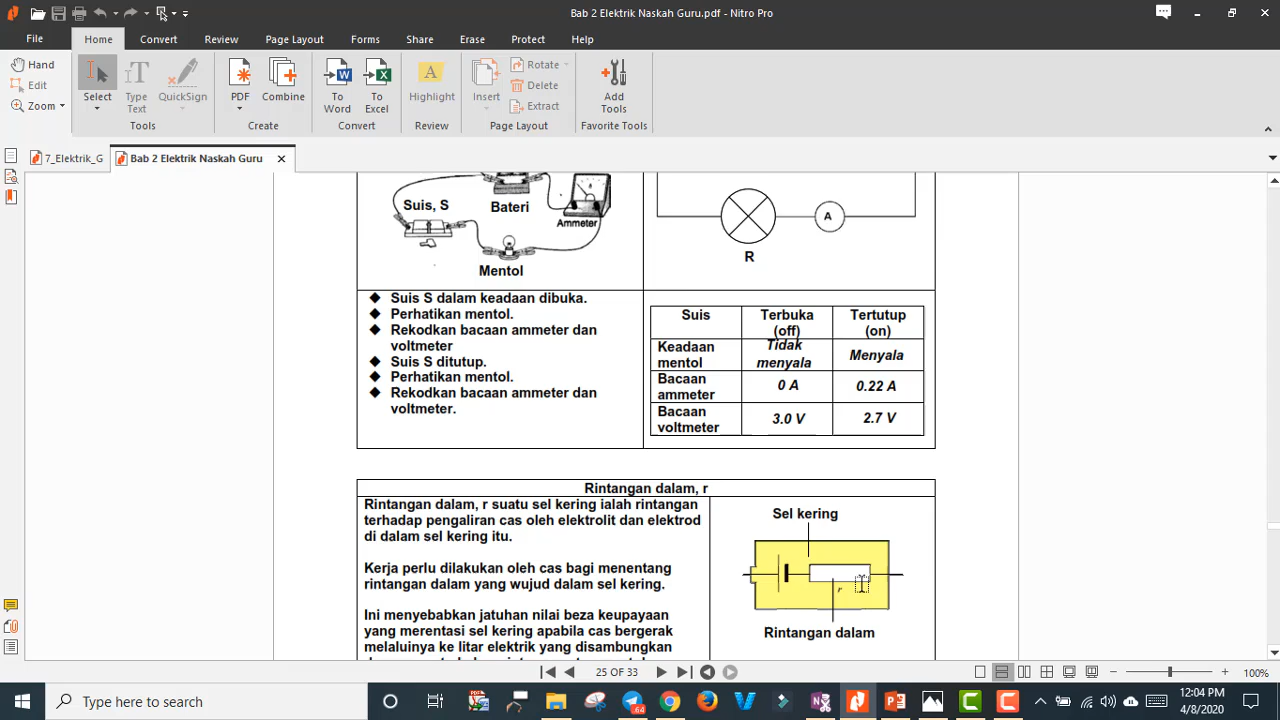 Bab 2 Elektrik Naskah Guru.pdf - Nitro Pro
File Home Convert Review Page Layout Forms Share Erase Protect Help
Hand
Edit
Zoom
Select
Type Text
QuickSign
PDF
Combine
To Word
To Excel
Highlight
Insert
Rotate
Delete
Extract
Add Tools
Tools Create Convert Review Page Layout Favorite Tools
7_Elektrik_G
Bab 2 Elektrik Naskah Guru
Suis, S
Bateri
Ammeter
Mentol
A
R
Suis S dalam keadaan dibuka.
Perhatikan mentol.
Rekodkan bacaan ammeter dan
voltmeter
Suis S ditutup.
Perhatikan mentol.
Rekodkan bacaan ammeter dan
voltmeter.
Suis Terbuka (off) Tertutup (on)
Keadaan mentol Tidak menyala Menyala
Bacaan ammeter 0 A 0.22 A
Bacaan voltmeter 3.0 V 2.7 V
Rintangan dalam, r
Rintangan dalam, r suatu sel kering ialah rintangan
terhadap pengaliran cas oleh elektrolit dan elektrod
di dalam sel kering itu.
Kerja perlu dilakukan oleh cas bagi menentang
rintangan dalam yang wujud dalam sel kering.
Ini menyebabkan jatuhan nilai beza keupayaan
yang merentasi sel kering apabila cas bergerak
melaluinya ke litar elektrik yang disambungkan
Sel kering
r
Rintangan dalam
25 OF 33
100%
Type here to search
64
12:04 PM
4/8/2020